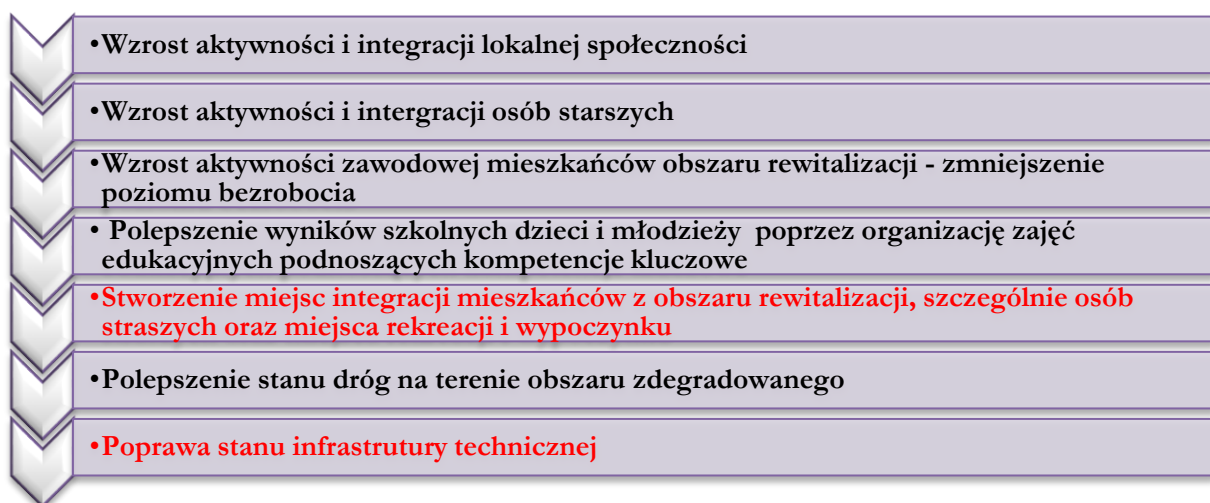 •Wzrost aktywności i integracji lokalnej społeczności
•Wzrost aktywności i intergracji osób starszych
•Wzrost aktywności zawodowej mieszkańców obszaru rewitalizacji - zmniejszenie
poziomu bezrobocia
• Polepszenie wyników szkolnych dzieci i młodzieży poprzez organizację zajęć
edukacyjnych podnoszących kompetencje kluczowe
•Stworzenie miejsc integracji mieszkańców z obszaru rewitalizacji, szczególnie osób
straszych oraz miejsca rekreacji i wypoczynku
•Polepszenie stanu dróg na terenie obszaru zdegradowanego
•Poprawa stanu infrastrutury technicznej